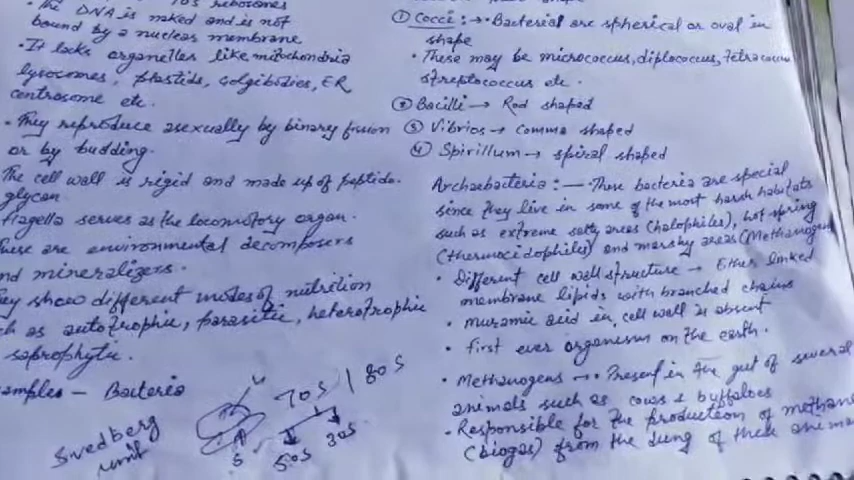 • The DNA is naked and is not
bound by a nuclear membrane
• It lacks organelles like mitochondria
lysosomes, plastids, Golgibodies, ER,
centrosome etc.
• They reproduce asexually by binary fission
or by budding.
The cell wall is rigid and made up of peptido-
glycan
flagella serves as the locomotory organ.
These are environmental decomposers
nd mineralizers.
ey show different modes of nutrition
ch as autotrophic, parasitic, heterotrophic
saprophytic.
amples - Bacteria
Svedberg
unit
70S | 80S
50S 30S
① Cocci :→ • Bacterial are spherical or oval in
shape
• These may be micrococcus, diplococcus, tetracoccus
streptococcus etc.
② Bacilli → Rod shaped
③ Vibrios → Comma shaped
④ Spirillum → spiral shaped
Archaebacteria :— These bacteria are special
since they live in some of the most harsh habitats
such as extreme salty areas (halophiles), hot spring
(thermoacidophiles) and marshy areas (Methanogen
• Different cell wall structure → Ether linked
membrane lipids with branched chains
• muramic acid in cell wall is absent
• first ever organism on the earth.
• Methanogens → • Present in the gut of several
animals such as cows & buffaloes
• Responsible for the production of methane
(biogas) from the dung of these anima